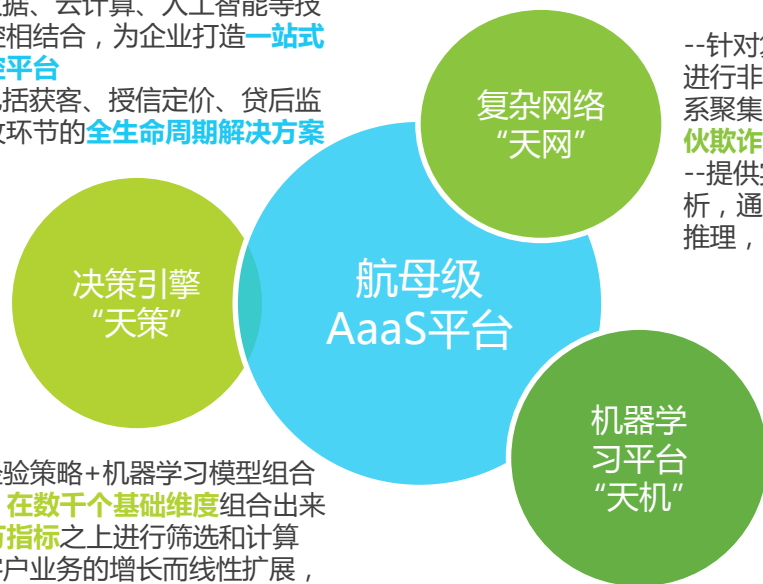 据、云计算、人工智能等技
相结合，为企业打造一站式
平台
括获客、授信定价、贷后监
环节的全生命周期解决方案
复杂网络
“天网”
--针对
进行非
系聚集
伙欺诈
--提供
析，通
推理，
决策引擎
“天策”
航母级
AaaS平台
机器学
习平台
“天机”
验策略+机器学习模型组合
在数千个基础维度组合出来
指标之上进行筛选和计算
户业务的增长而线性扩展，